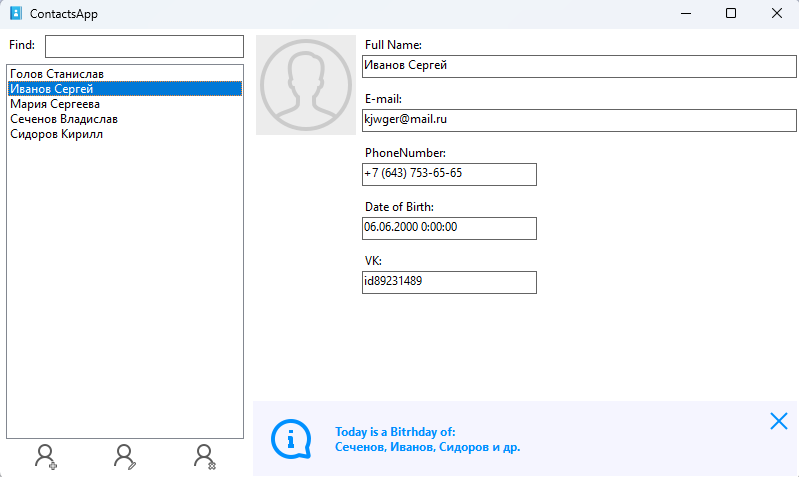 ContactsApp
Find:
Голов Станислав
Иванов Сергей
Мария Сергеева
Сеченов Владислав
Сидоров Кирилл
Full Name:
Иванов Сергей
E-mail:
kjwger@mail.ru
PhoneNumber:
+7 (643) 753-65-65
Date of Birth:
06.06.2000 0:00:00
VK:
id89231489
Today is a Bitrhday of:
Сеченов, Иванов, Сидоров и др.